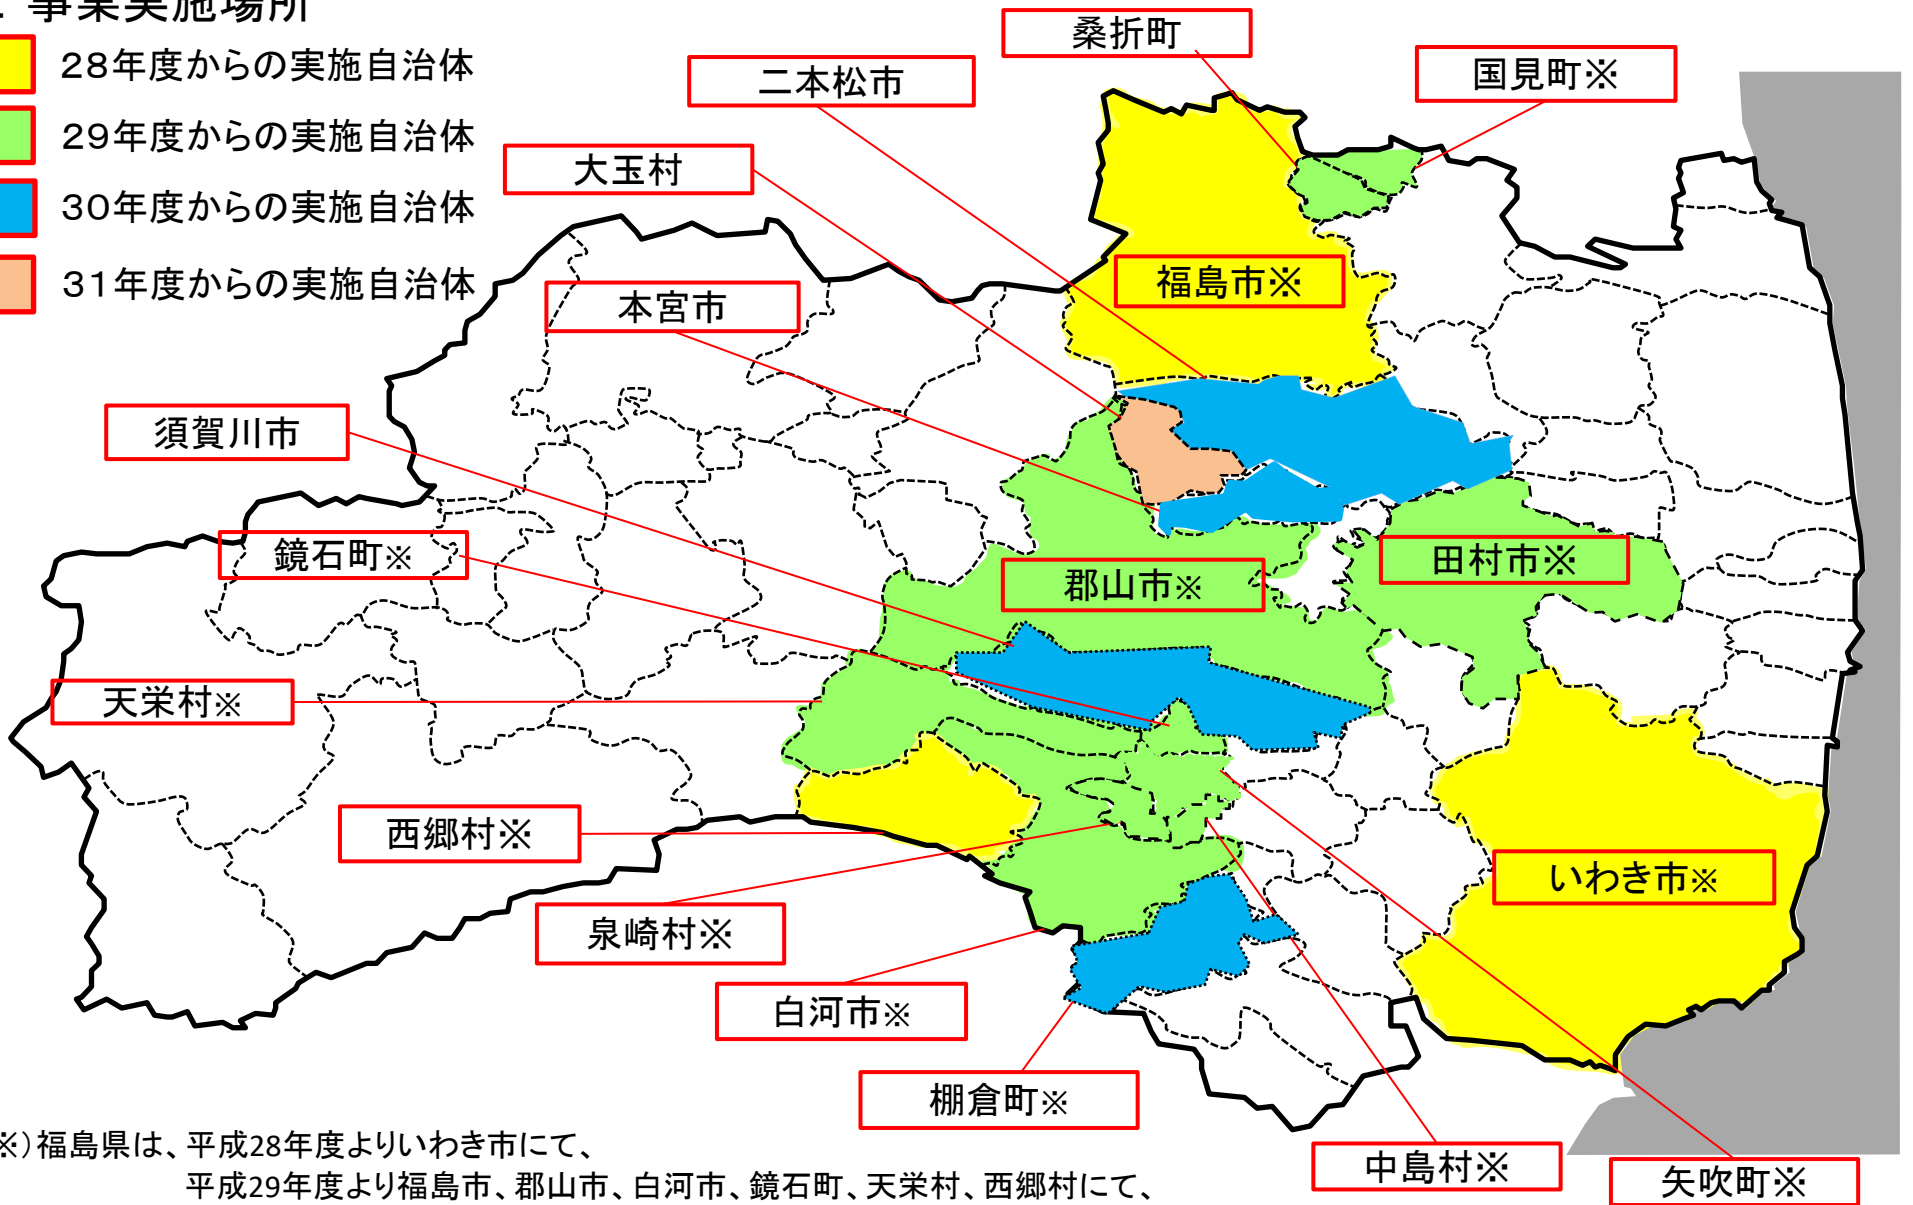 事業実施場所
28年度からの実施自治体
29年度からの実施自治体
30年度からの実施自治体
31年度からの実施自治体
桑折町
国見町※
二本松市
大玉村
福島市※
本宮市
須賀川市
鏡石町※
郡山市※
田村市※
天栄村※
西郷村※
いわき市※
泉崎村※
白河市※
棚倉町※
中島村※
矢吹町※
※)福島県は、平成28年度よりいわき市にて、
平成29年度より福島市、郡山市、白河市、鏡石町、天栄村、西郷村にて、